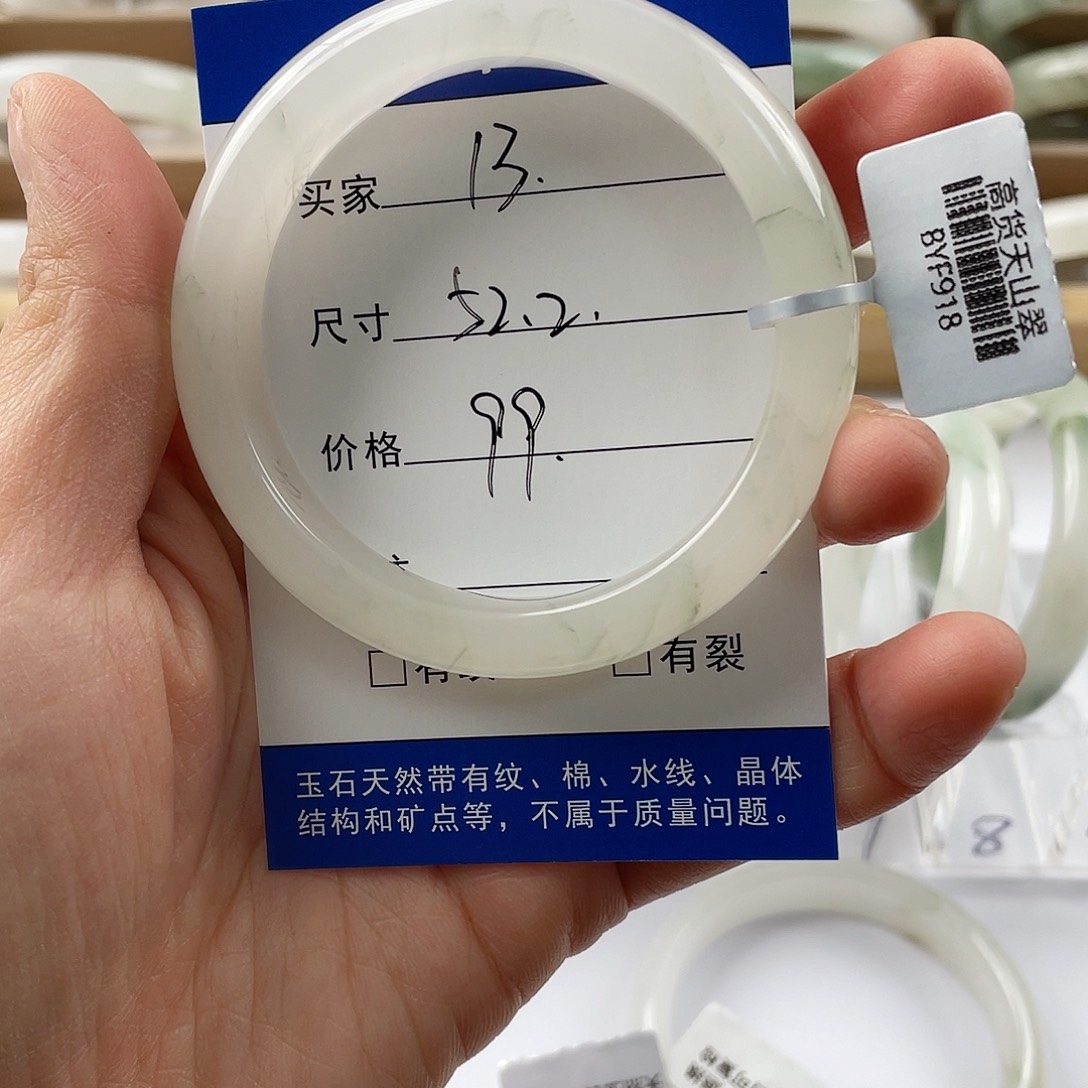 买家 13.
尺寸 52.2.
价格 99.
有裂
玉石天然带有纹、棉、水线、晶体
结构和矿点等，不属于质量问题。
高货天山翠
8YF918
8